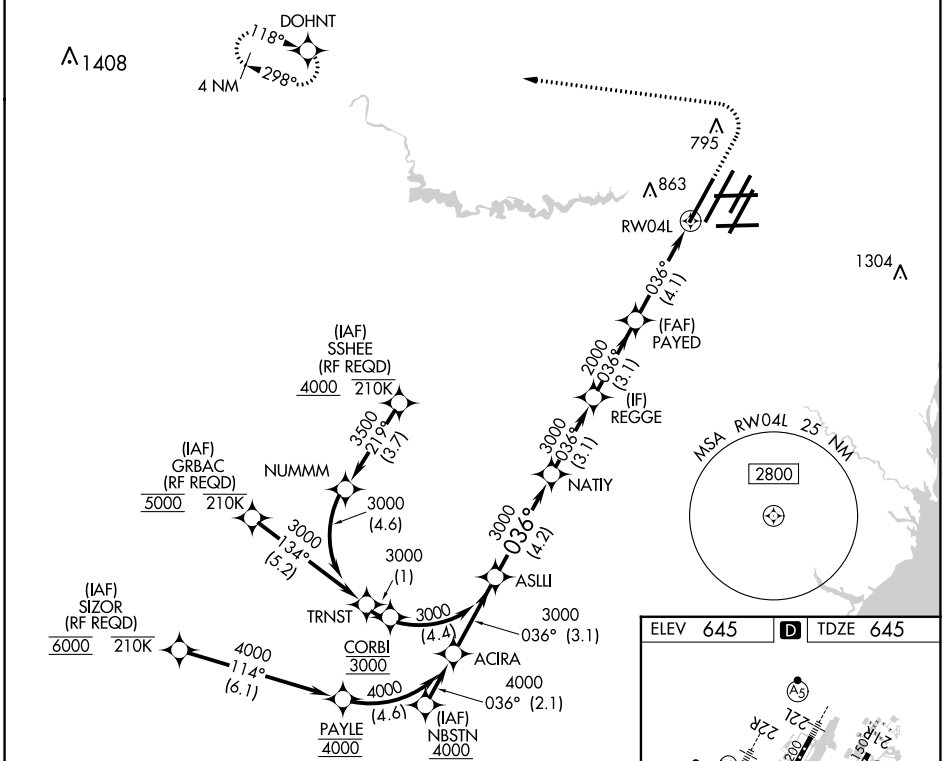 DOHNT
118°
298°
4 NM
1408
795
863
RW04L
1304
036°
(4.1)
(FAF)
PAYED
2000
036°
(3.1)
(IF)
REGGE
3000
036°
(3.1)
NATIY
(IAF)
SSHEE
(RF REQD)
4000 210K
3500
219°
(3.7)
NUMMM
3000
(4.6)
(IAF)
GRBAC
(RF REQD)
5000 210K
3000
134°
(5.2)
3000
(1)
TRNST
CORBI
3000
3000
(4.4)
3000
036°
(4.2)
ASLLI
3000
036° (3.1)
ACIRA
(IAF)
SIZOR
(RF REQD)
6000 210K
4000
114°
(6.1)
PAYLE
4000
4000
(4.6)
4000
036° (2.1)
(IAF)
NBSTN
4000
MSA RW04L 25 NM
2800
ELEV 645 D TDZE 645
A5
22R
22L